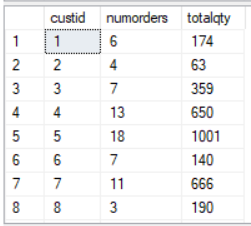 custid numorders totalqty
1 1 6 174
2 2 4 63
3 3 7 359
4 4 13 650
5 5 18 1001
6 6 7 140
7 7 11 666
8 8 3 190